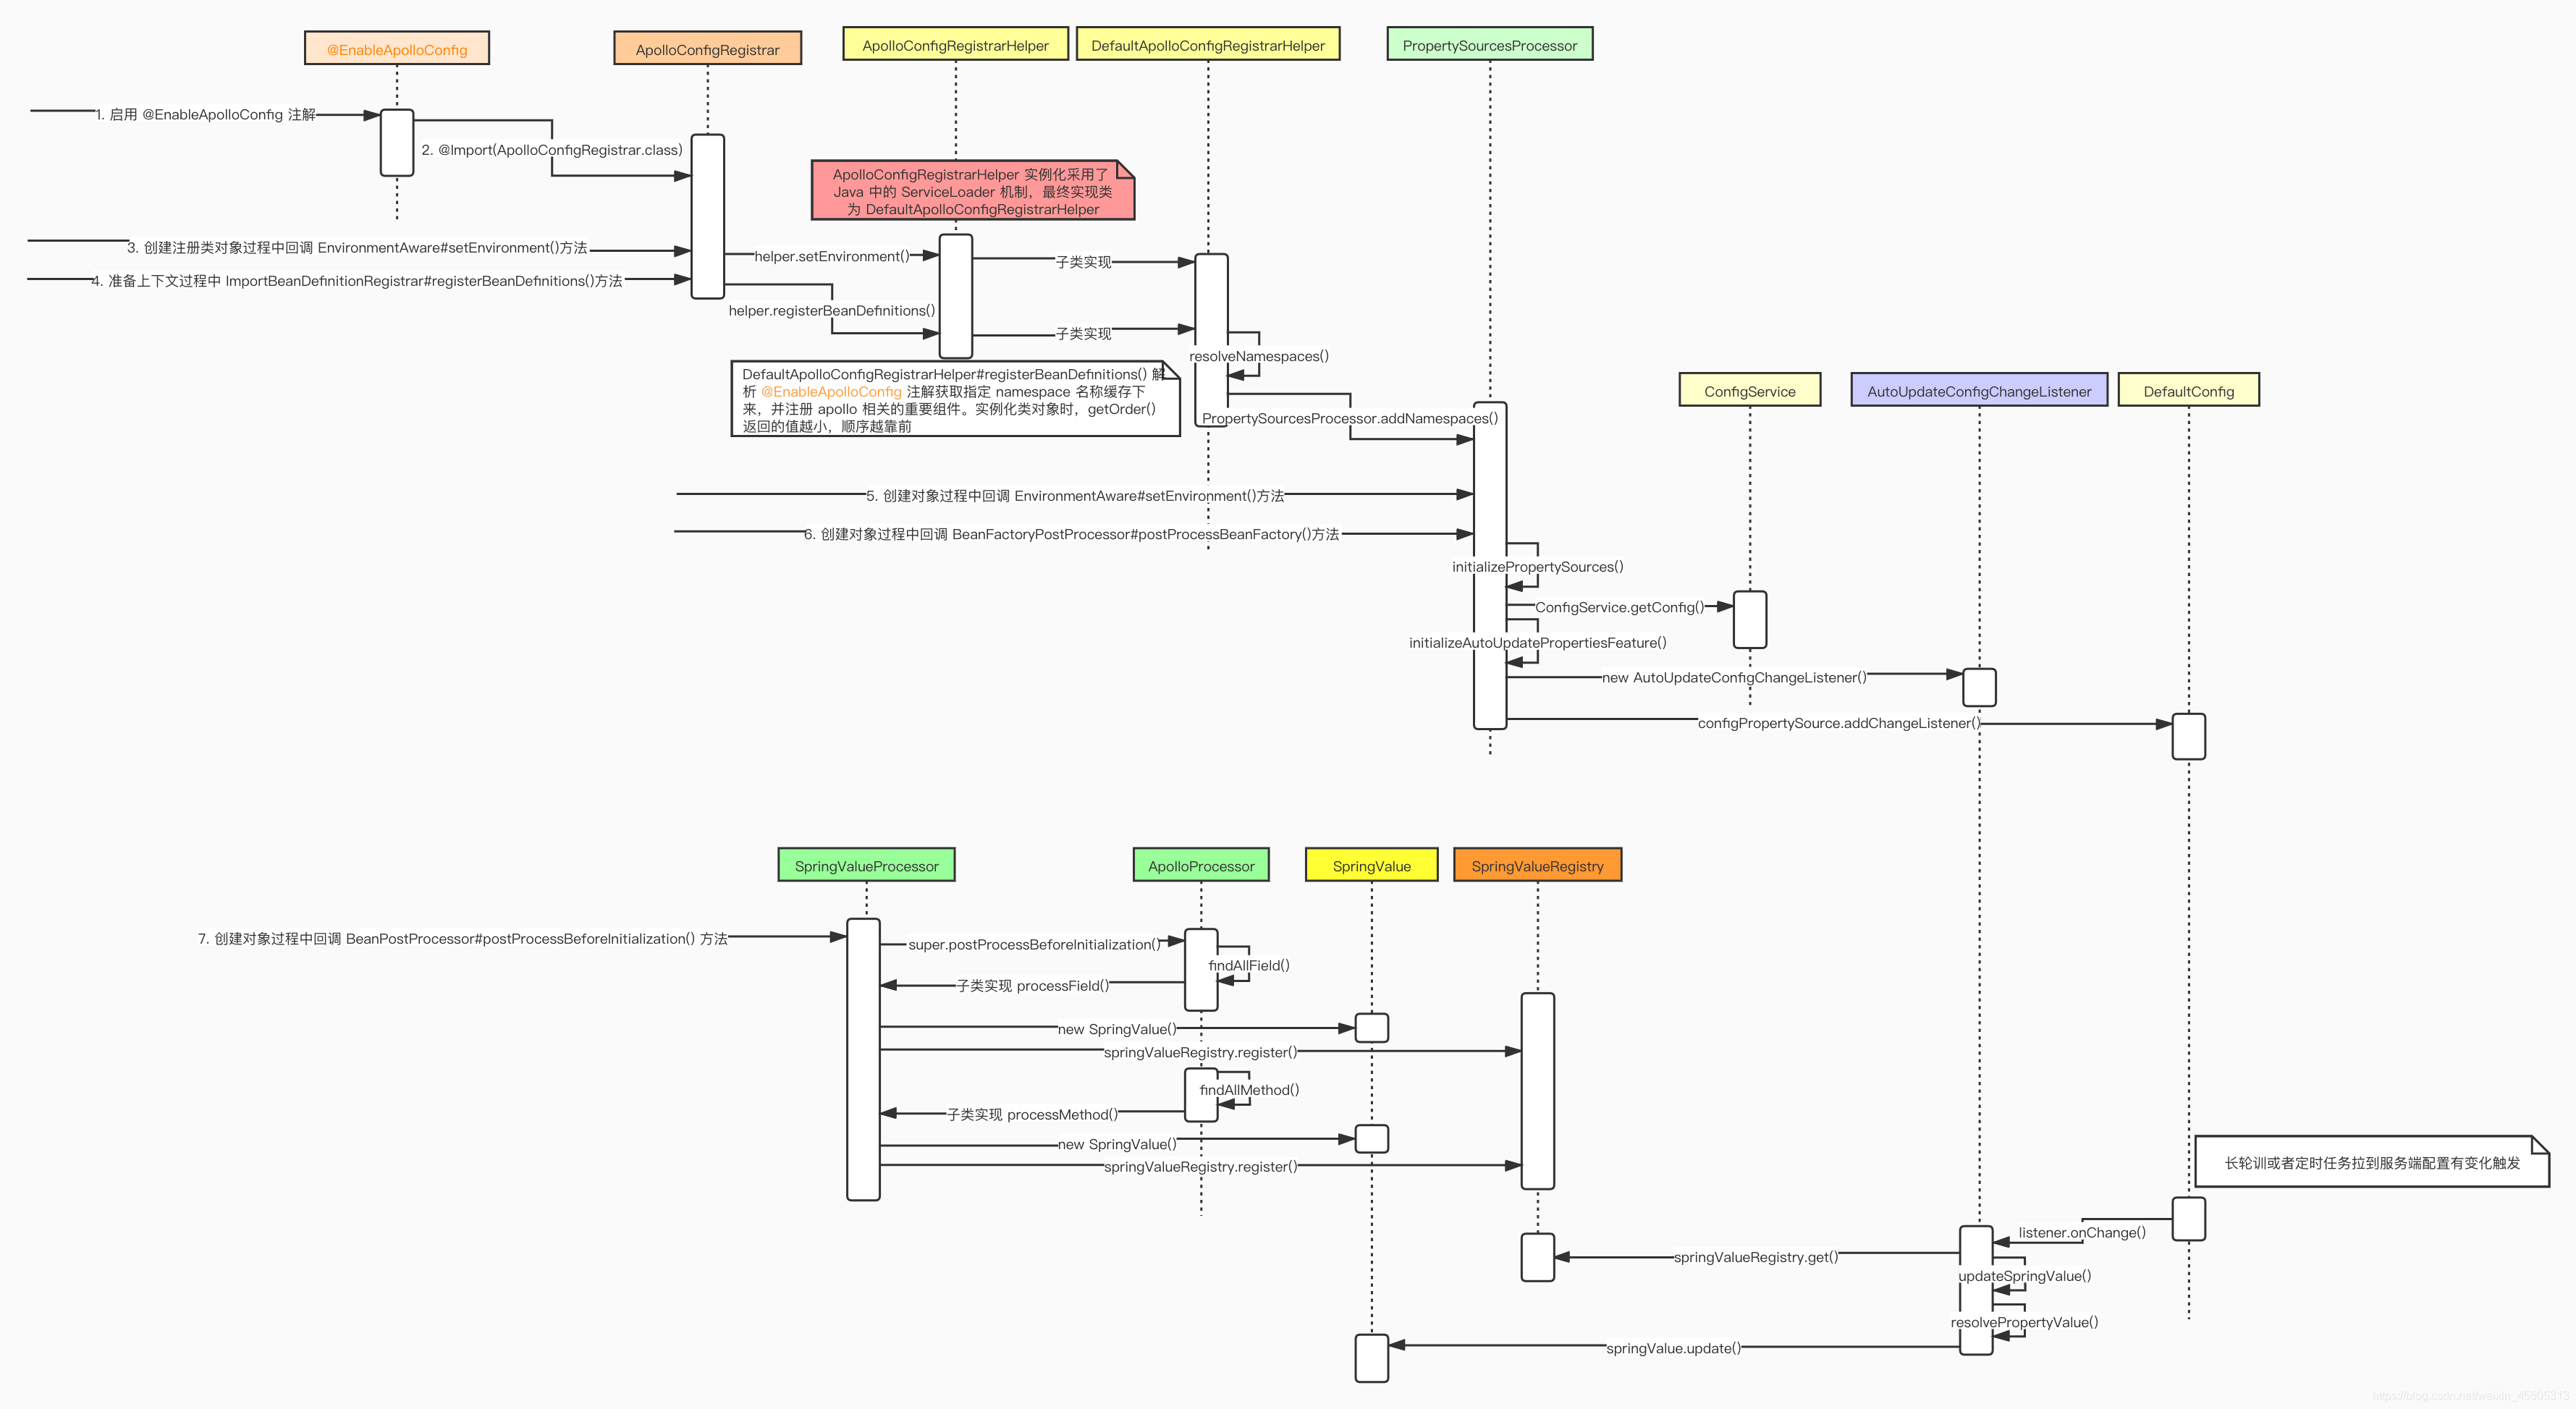 @EnableApolloConfig
ApolloConfigRegistrar
ApolloConfigRegistrarHelper
DefaultApolloConfigRegistrarHelper
PropertySourcesProcessor
1. 启用 @EnableApolloConfig 注解
2. @Import(ApolloConfigRegistrar.class)
ApolloConfigRegistrarHelper 实例化采用了
Java 中的 ServiceLoader 机制，最终实现类
为 DefaultApolloConfigRegistrarHelper
3. 创建注册类对象过程中回调 EnvironmentAware#setEnvironment()方法
helper.setEnvironment()
子类实现
4. 准备上下文过程中 ImportBeanDefinitionRegistrar#registerBeanDefinitions()方法
helper.registerBeanDefinitions()
子类实现
resolveNamespaces()
DefaultApolloConfigRegistrarHelper#registerBeanDefinitions() 解
析 @EnableApolloConfig 注解获取指定 namespace 名称缓存下
来，并注册 apollo 相关的重要组件。实例化类对象时，getOrder()
返回的值越小，顺序越靠前
PropertySourcesProcessor.addNamespaces()
ConfigService
AutoUpdateConfigChangeListener
DefaultConfig
5. 创建对象过程中回调 EnvironmentAware#setEnvironment()方法
6. 创建对象过程中回调 BeanFactoryPostProcessor#postProcessBeanFactory()方法
initializePropertySources()
ConfigService.getConfig()
initializeAutoUpdatePropertiesFeature()
new AutoUpdateConfigChangeListener()
configPropertySource.addChangeListener()
SpringValueProcessor
ApolloProcessor
SpringValue
SpringValueRegistry
7. 创建对象过程中回调 BeanPostProcessor#postProcessBeforeInitialization() 方法
super.postProcessBeforeInitialization()
findAllField()
子类实现 processField()
new SpringValue()
springValueRegistry.register()
findAllMethod()
子类实现 processMethod()
new SpringValue()
springValueRegistry.register()
长轮训或者定时任务拉到服务端配置有变化触发
listener.onChange()
springValueRegistry.get()
updateSpringValue()
resolvePropertyValue()
springValue.update()
https://blog.csdn.net/weixin_45505313